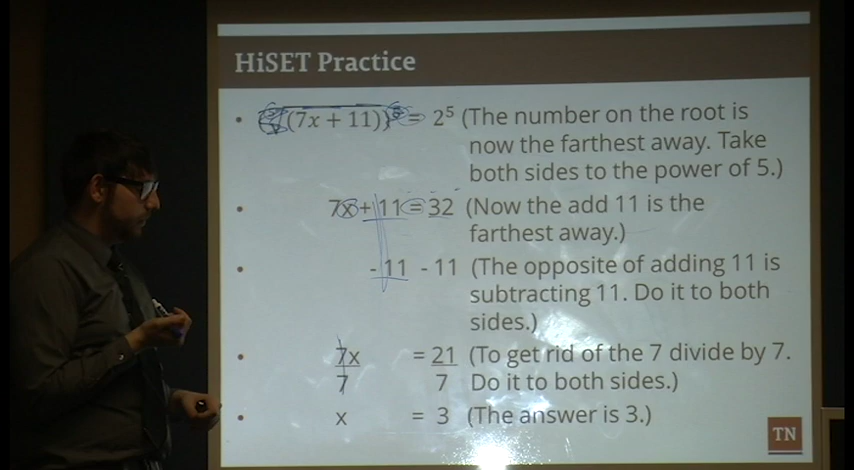 HiSET Practice
• (7x + 11))⁵ = 2⁵ (The number on the root is
now the farthest away. Take
both sides to the power of 5.)
• 7x + 11 = 32 (Now the add 11 is the
farthest away.)
• - 11 - 11 (The opposite of adding 11 is
subtracting 11. Do it to both
sides.)
• 7x = 21 (To get rid of the 7 divide by 7.
7 7 Do it to both sides.)
• x = 3 (The answer is 3.)
TN